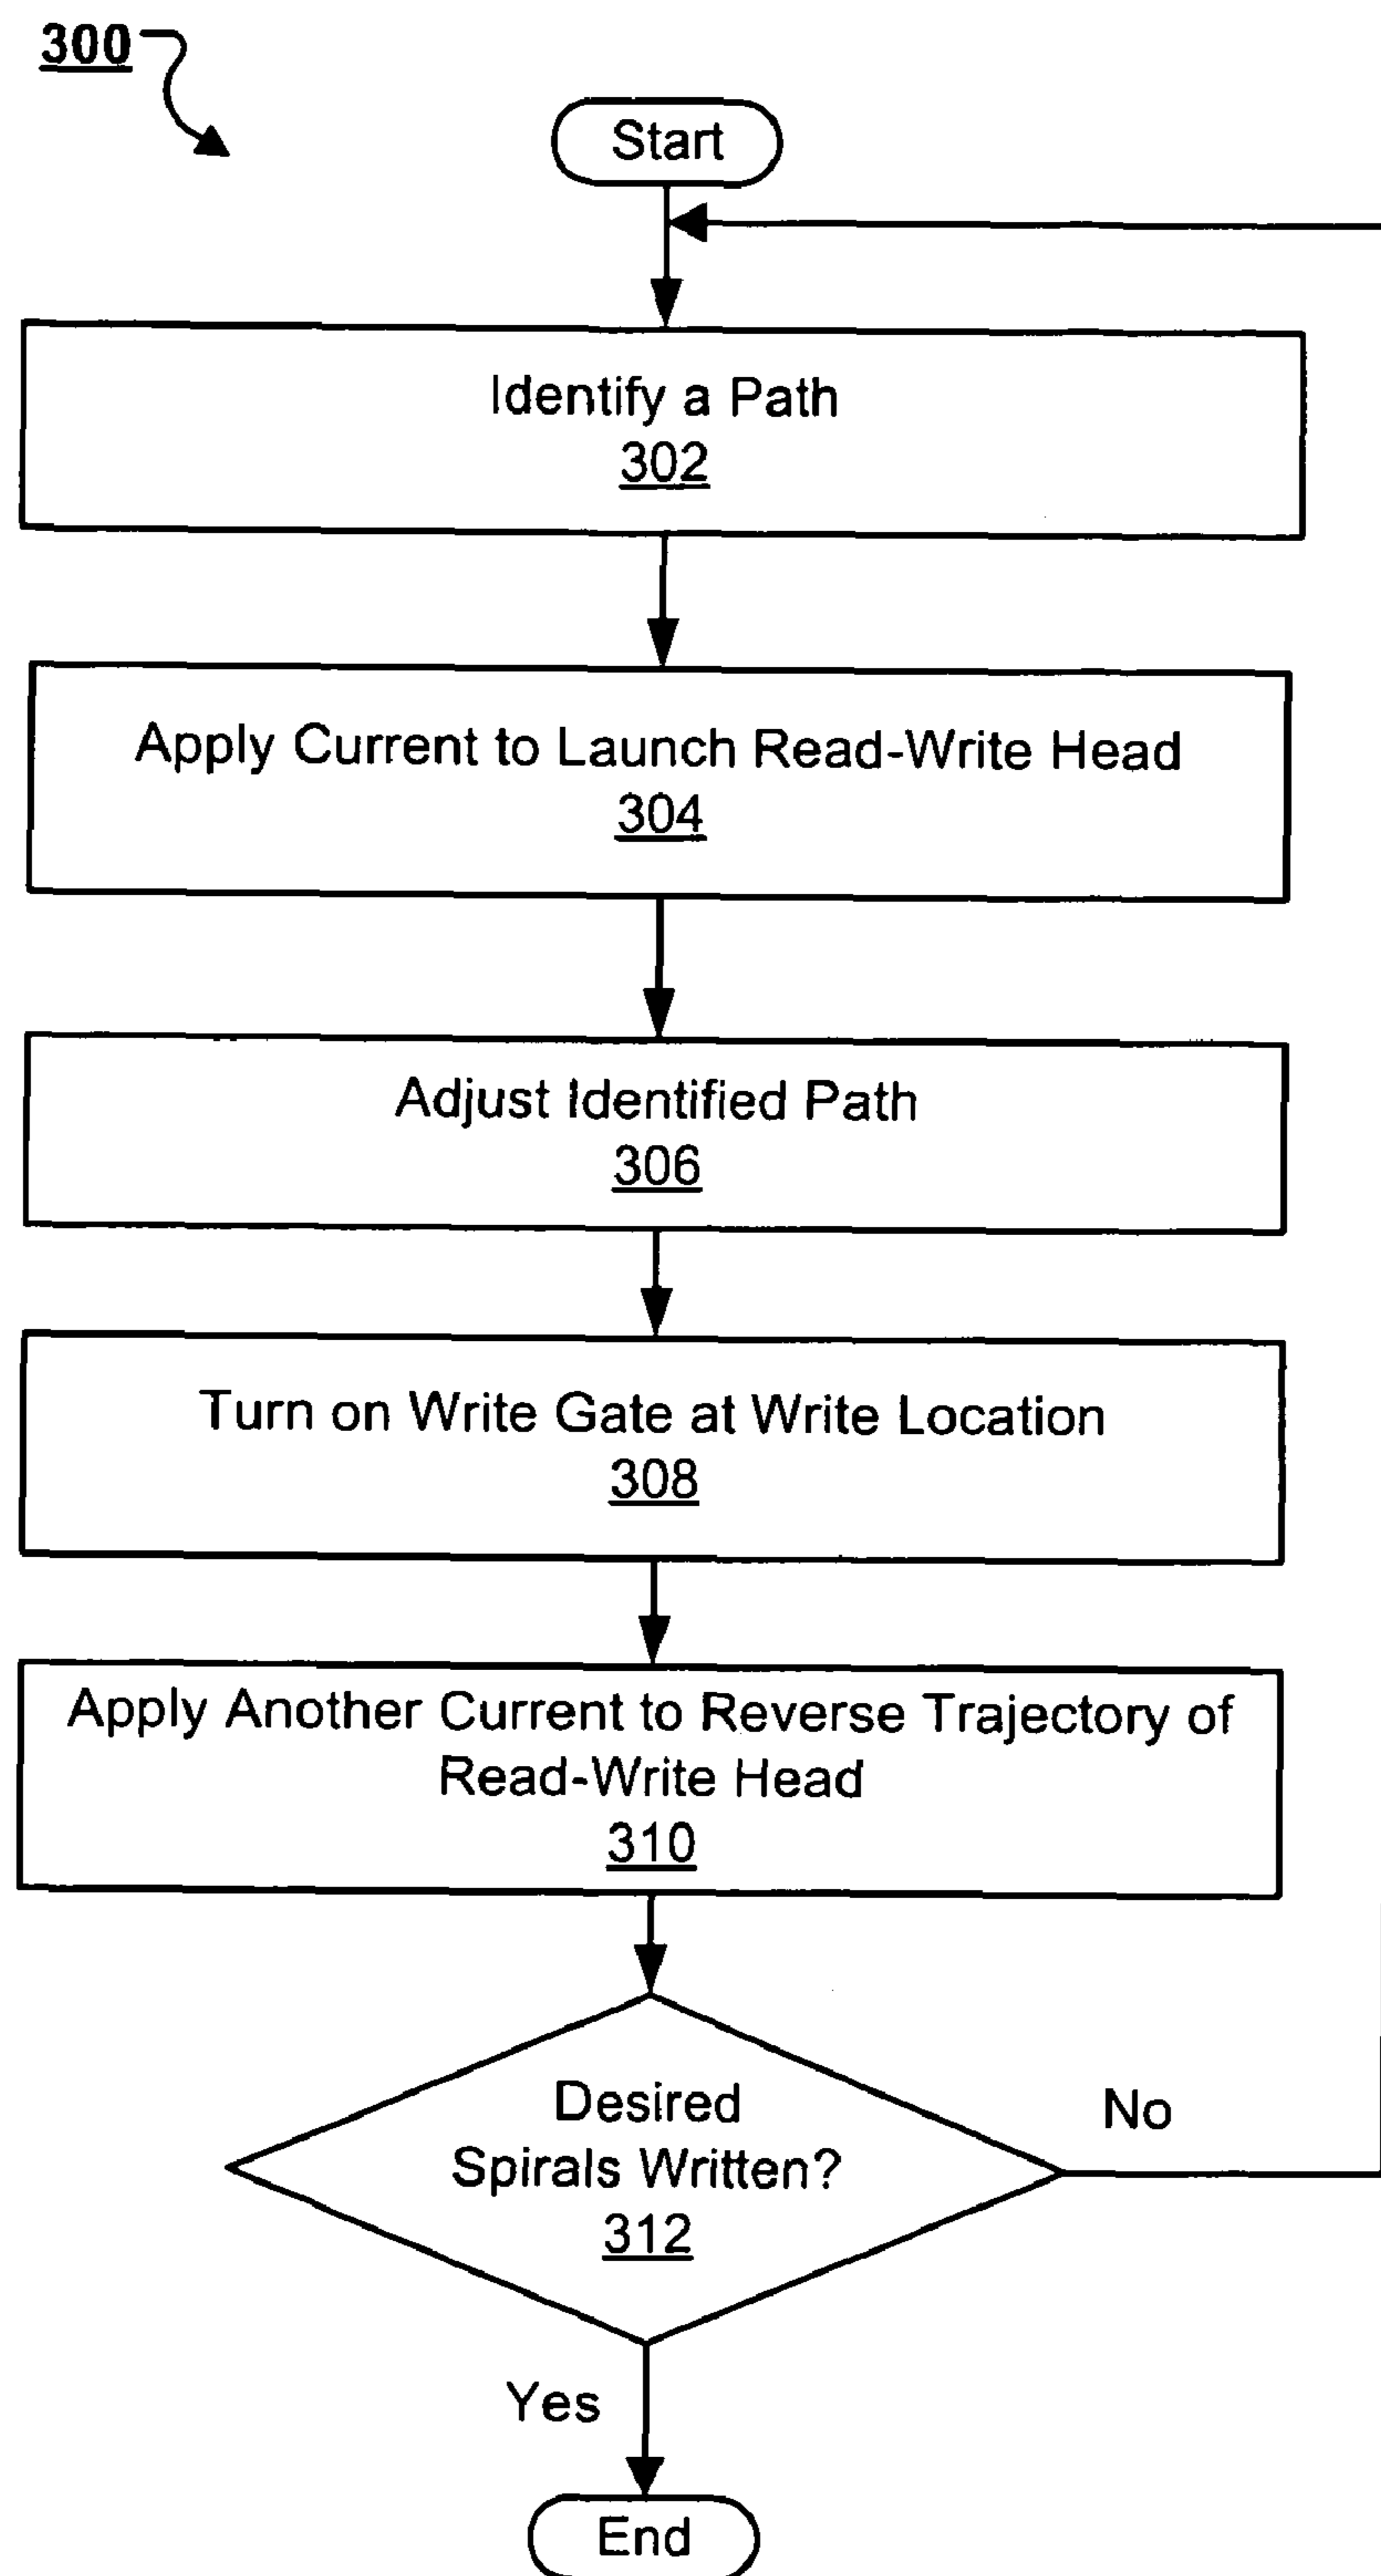 300
Start
Identify a Path
302
Apply Current to Launch Read-Write Head
304
Adjust Identified Path
306
Turn on Write Gate at Write Location
308
Apply Another Current to Reverse Trajectory of
Read-Write Head
310
Desired
Spirals Written?
312
No
Yes
End